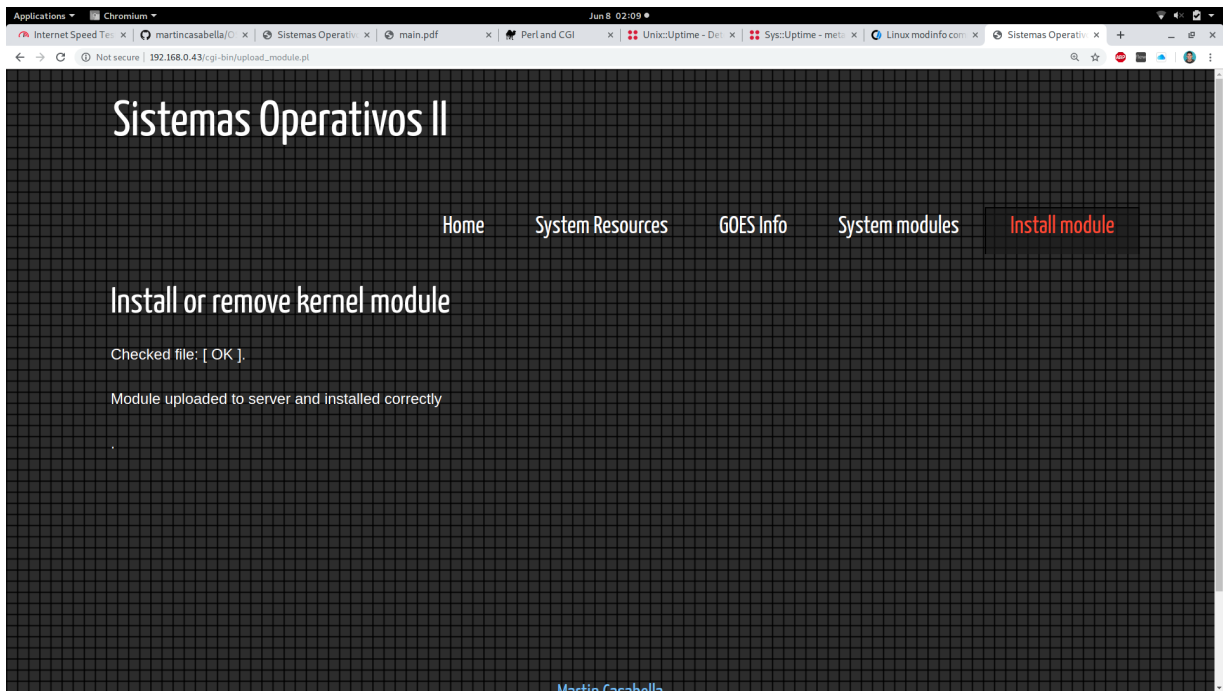 Applications Chromium Jun 8 02:09
Internet Speed Tes martincasabella/O Sistemas Operativ main.pdf Perl and CGI Unix::Uptime - Det Sys::Uptime - meta Linux modinfo com Sistemas Operativ
Not secure 192.168.0.43/cgi-bin/upload_module.pl ABP
Sistemas Operativos II
Home System Resources GOES Info System modules Install module
Install or remove kernel module
Checked file: [ OK ].
Module uploaded to server and installed correctly
.
Martin Casabella